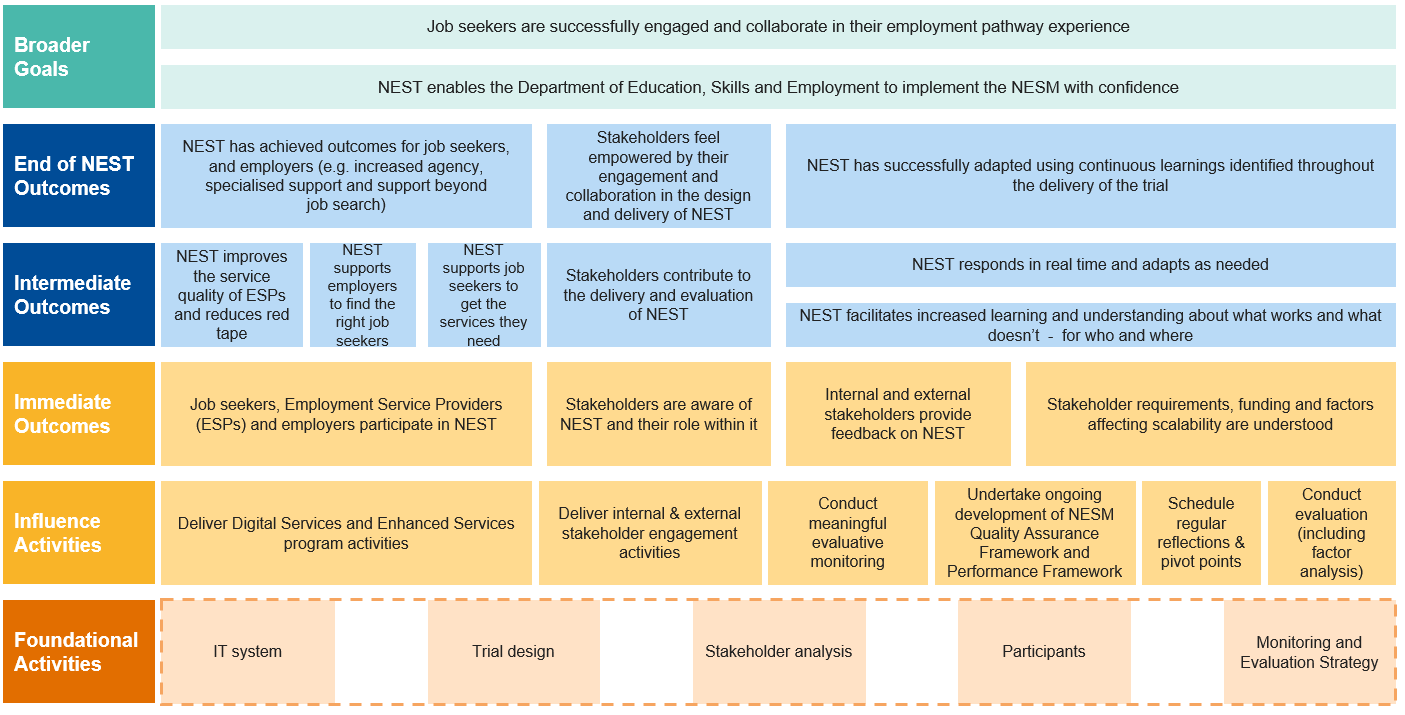 Broader
Goals
Job seekers are successfully engaged and collaborate in their employment pathway experience
NEST enables the Department of Education, Skills and Employment to implement the NESM with confidence
End of NEST
Outcomes
NEST has achieved outcomes for job seekers,
and employers (e.g. increased agency,
specialised support and support beyond
job search)
Stakeholders feel
empowered by their
engagement and
collaboration in the design
and delivery of NEST
NEST has successfully adapted using continuous learnings identified throughout
the delivery of the trial
Intermediate
Outcomes
NEST improves
the service
quality of ESPs
and reduces red
tape
NEST
supports
employers
to find the
right job
seekers
NEST
supports job
seekers to
get the
services they
need
Stakeholders contribute to
the delivery and evaluation
of NEST
NEST responds in real time and adapts as needed
NEST facilitates increased learning and understanding about what works and what
doesn’t - for who and where
Immediate
Outcomes
Job seekers, Employment Service Providers
(ESPs) and employers participate in NEST
Stakeholders are aware of
NEST and their role within it
Internal and external
stakeholders provide
feedback on NEST
Stakeholder requirements, funding and factors
affecting scalability are understood
Influence
Activities
Deliver Digital Services and Enhanced Services
program activities
Deliver internal & external
stakeholder engagement
activities
Conduct
meaningful
evaluative
monitoring
Undertake ongoing
development of NESM
Quality Assurance
Framework and
Performance Framework
Schedule
regular
reflections &
pivot points
Conduct
evaluation
(including
factor
analysis)
Foundational
Activities
IT system
Trial design
Stakeholder analysis
Participants
Monitoring and
Evaluation Strategy